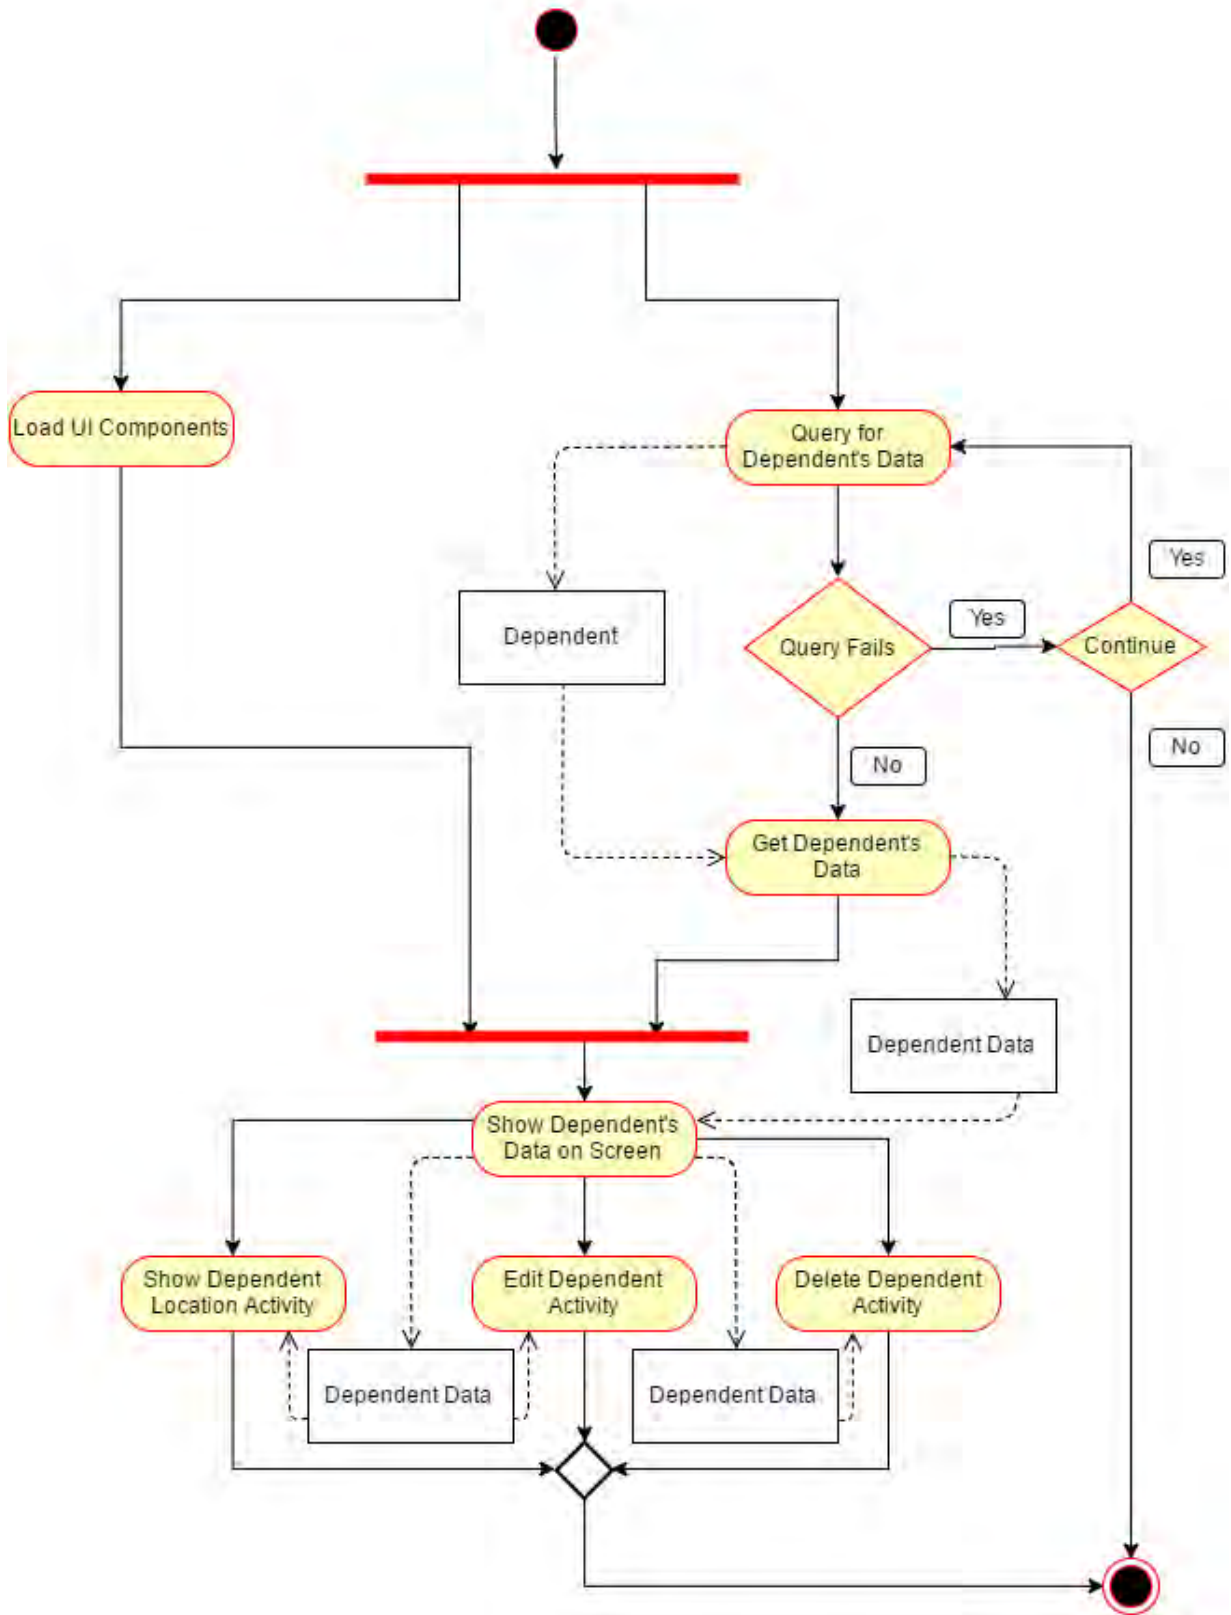 Load UI Components
Query for
Dependent's Data
Yes
Dependent
Yes
Query Fails
Continue
No
No
Get Dependent's
Data
Dependent Data
Show Dependent's
Data on Screen
Show Dependent
Location Activity
Edit Dependent
Activity
Delete Dependent
Activity
Dependent Data
Dependent Data